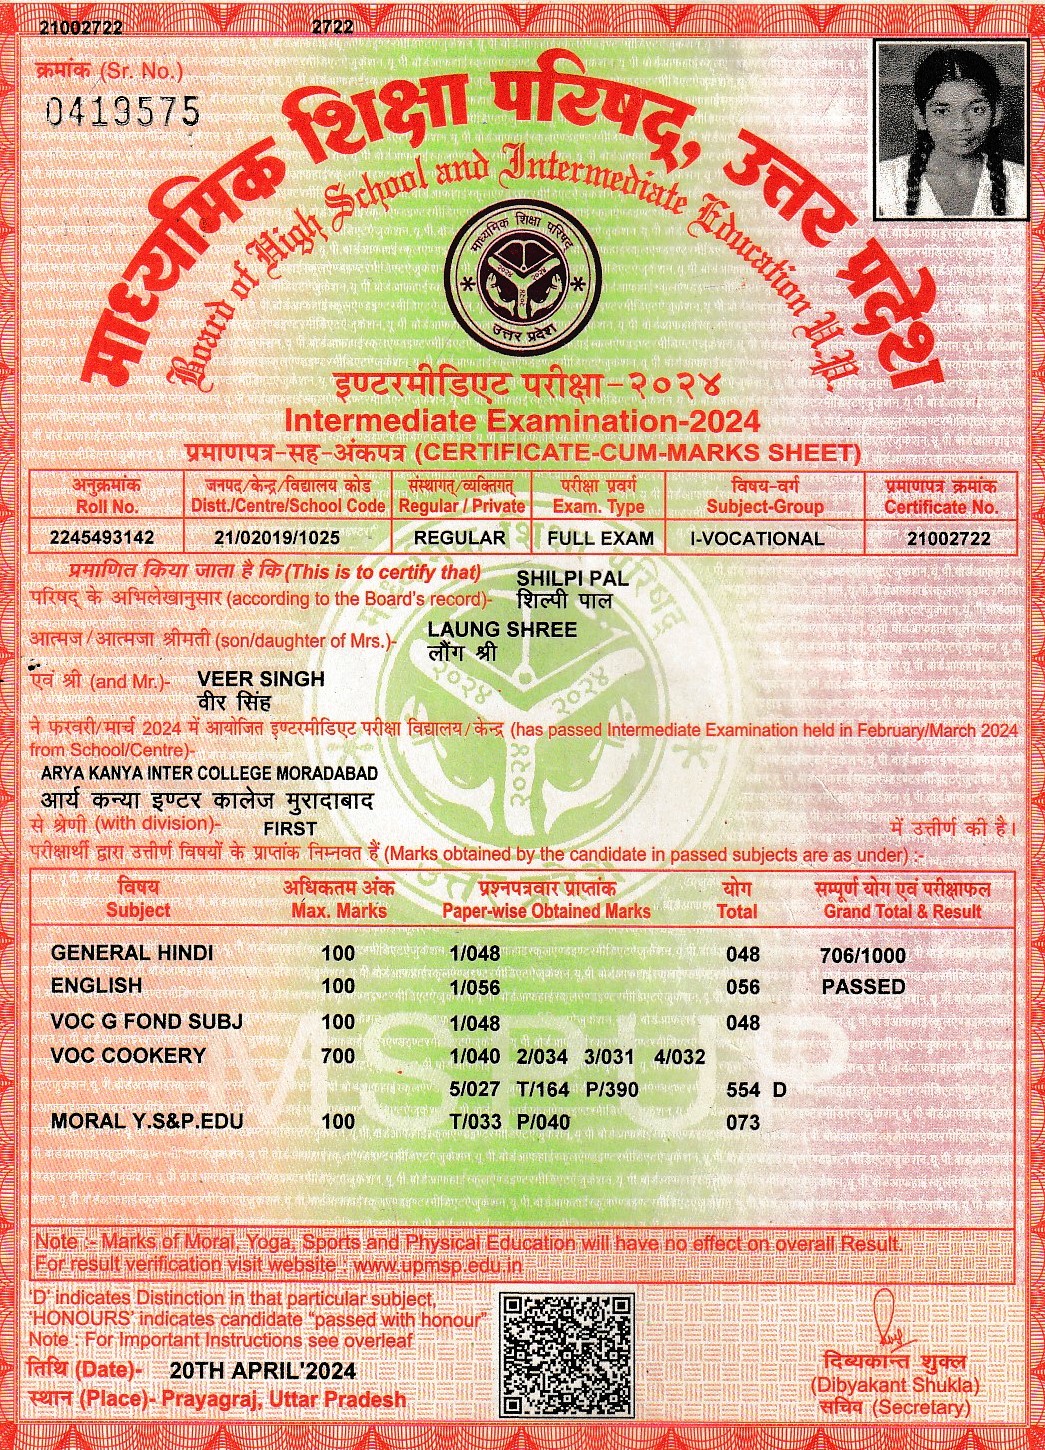 21002722 2722
क्रमांक (Sr. No.)
0419575
माध्यमिक शिक्षा परिषद्, उत्तर प्रदेश
Board of High School and Intermediate Education U.P.
माध्यमिक शिक्षा परिषद
उत्तर प्रदेश
इण्टरमीडिएट परीक्षा-२०२४
Intermediate Examination-2024
प्रमाणपत्र-सह-अंकपत्र (CERTIFICATE-CUM-MARKS SHEET)
अनुक्रमांक जनपद/केन्द्र/विद्यालय कोड संस्थागत्/व्यक्तिगत् परीक्षा प्रवर्ग विषय-वर्ग प्रमाणपत्र क्रमांक
Roll No. Distt./Centre/School Code Regular / Private Exam. Type Subject-Group Certificate No.
2245493142 21/02019/1025 REGULAR FULL EXAM I-VOCATIONAL 21002722
प्रमाणित किया जाता है कि (This is to certify that) SHILPI PAL
परिषद् के अभिलेखानुसार (according to the Board's record)- शिल्पी पाल
आत्मज/आत्मजा श्रीमती (son/daughter of Mrs.)- LAUNG SHREE
लौंग श्री
एवं श्री (and Mr.)- VEER SINGH
वीर सिंह
ने फरवरी/मार्च 2024 में आयोजित इण्टरमीडिएट परीक्षा विद्यालय/केन्द्र (has passed Intermediate Examination held in February/March 2024
from School/Centre)-
ARYA KANYA INTER COLLEGE MORADABAD
आर्य कन्या इण्टर कालेज मुरादाबाद
से श्रेणी (with division)- FIRST में उत्तीर्ण की है।
परीक्षार्थी द्वारा उत्तीर्ण विषयों के प्राप्तांक निम्नवत हैं (Marks obtained by the candidate in passed subjects are as under) :-
विषय अधिकतम अंक प्रश्नपत्रवार प्राप्तांक योग सम्पूर्ण योग एवं परीक्षाफल
Subject Max. Marks Paper-wise Obtained Marks Total Grand Total & Result
GENERAL HINDI 100 1/048 048 706/1000
ENGLISH 100 1/056 056 PASSED
VOC G FOND SUBJ 100 1/048 048
VOC COOKERY 700 1/040 2/034 3/031 4/032
5/027 T/164 P/390 554 D
MORAL Y.S&P.EDU 100 T/033 P/040 073
Note :- Marks of Moral, Yoga, Sports and Physical Education will have no effect on overall Result.
For result verification visit website : www.upmsp.edu.in
'D' indicates Distinction in that particular subject,
'HONOURS' indicates candidate "passed with honour"
Note : For Important Instructions see overleaf
तिथि (Date)- 20TH APRIL'2024
स्थान (Place)- Prayagraj, Uttar Pradesh
दिब्यकान्त शुक्ल
(Dibyakant Shukla)
सचिव (Secretary)